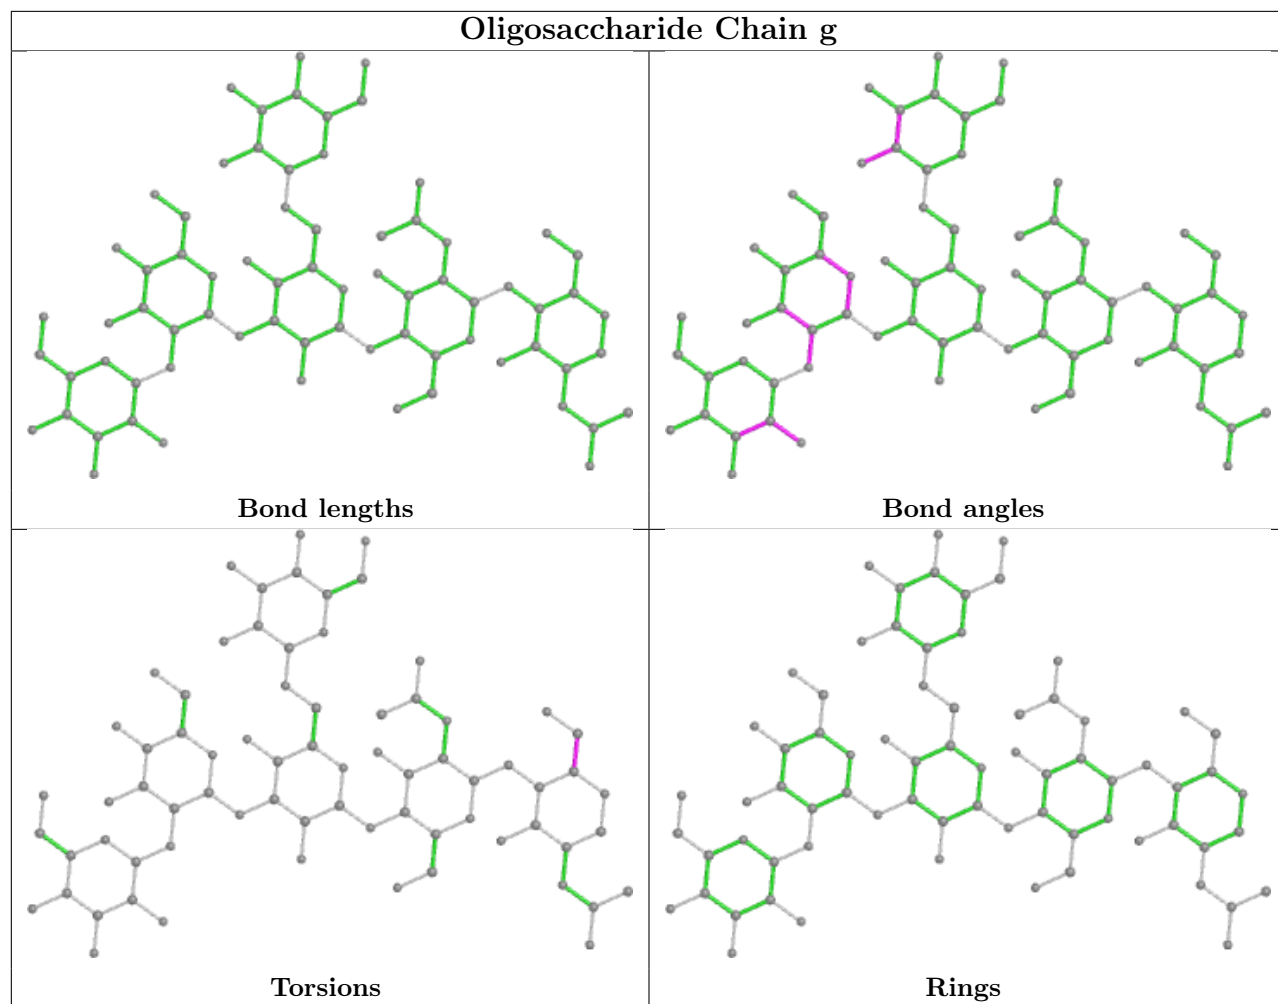 Oligosaccharide Chain g
Bond lengths
Bond angles
Torsions
Rings